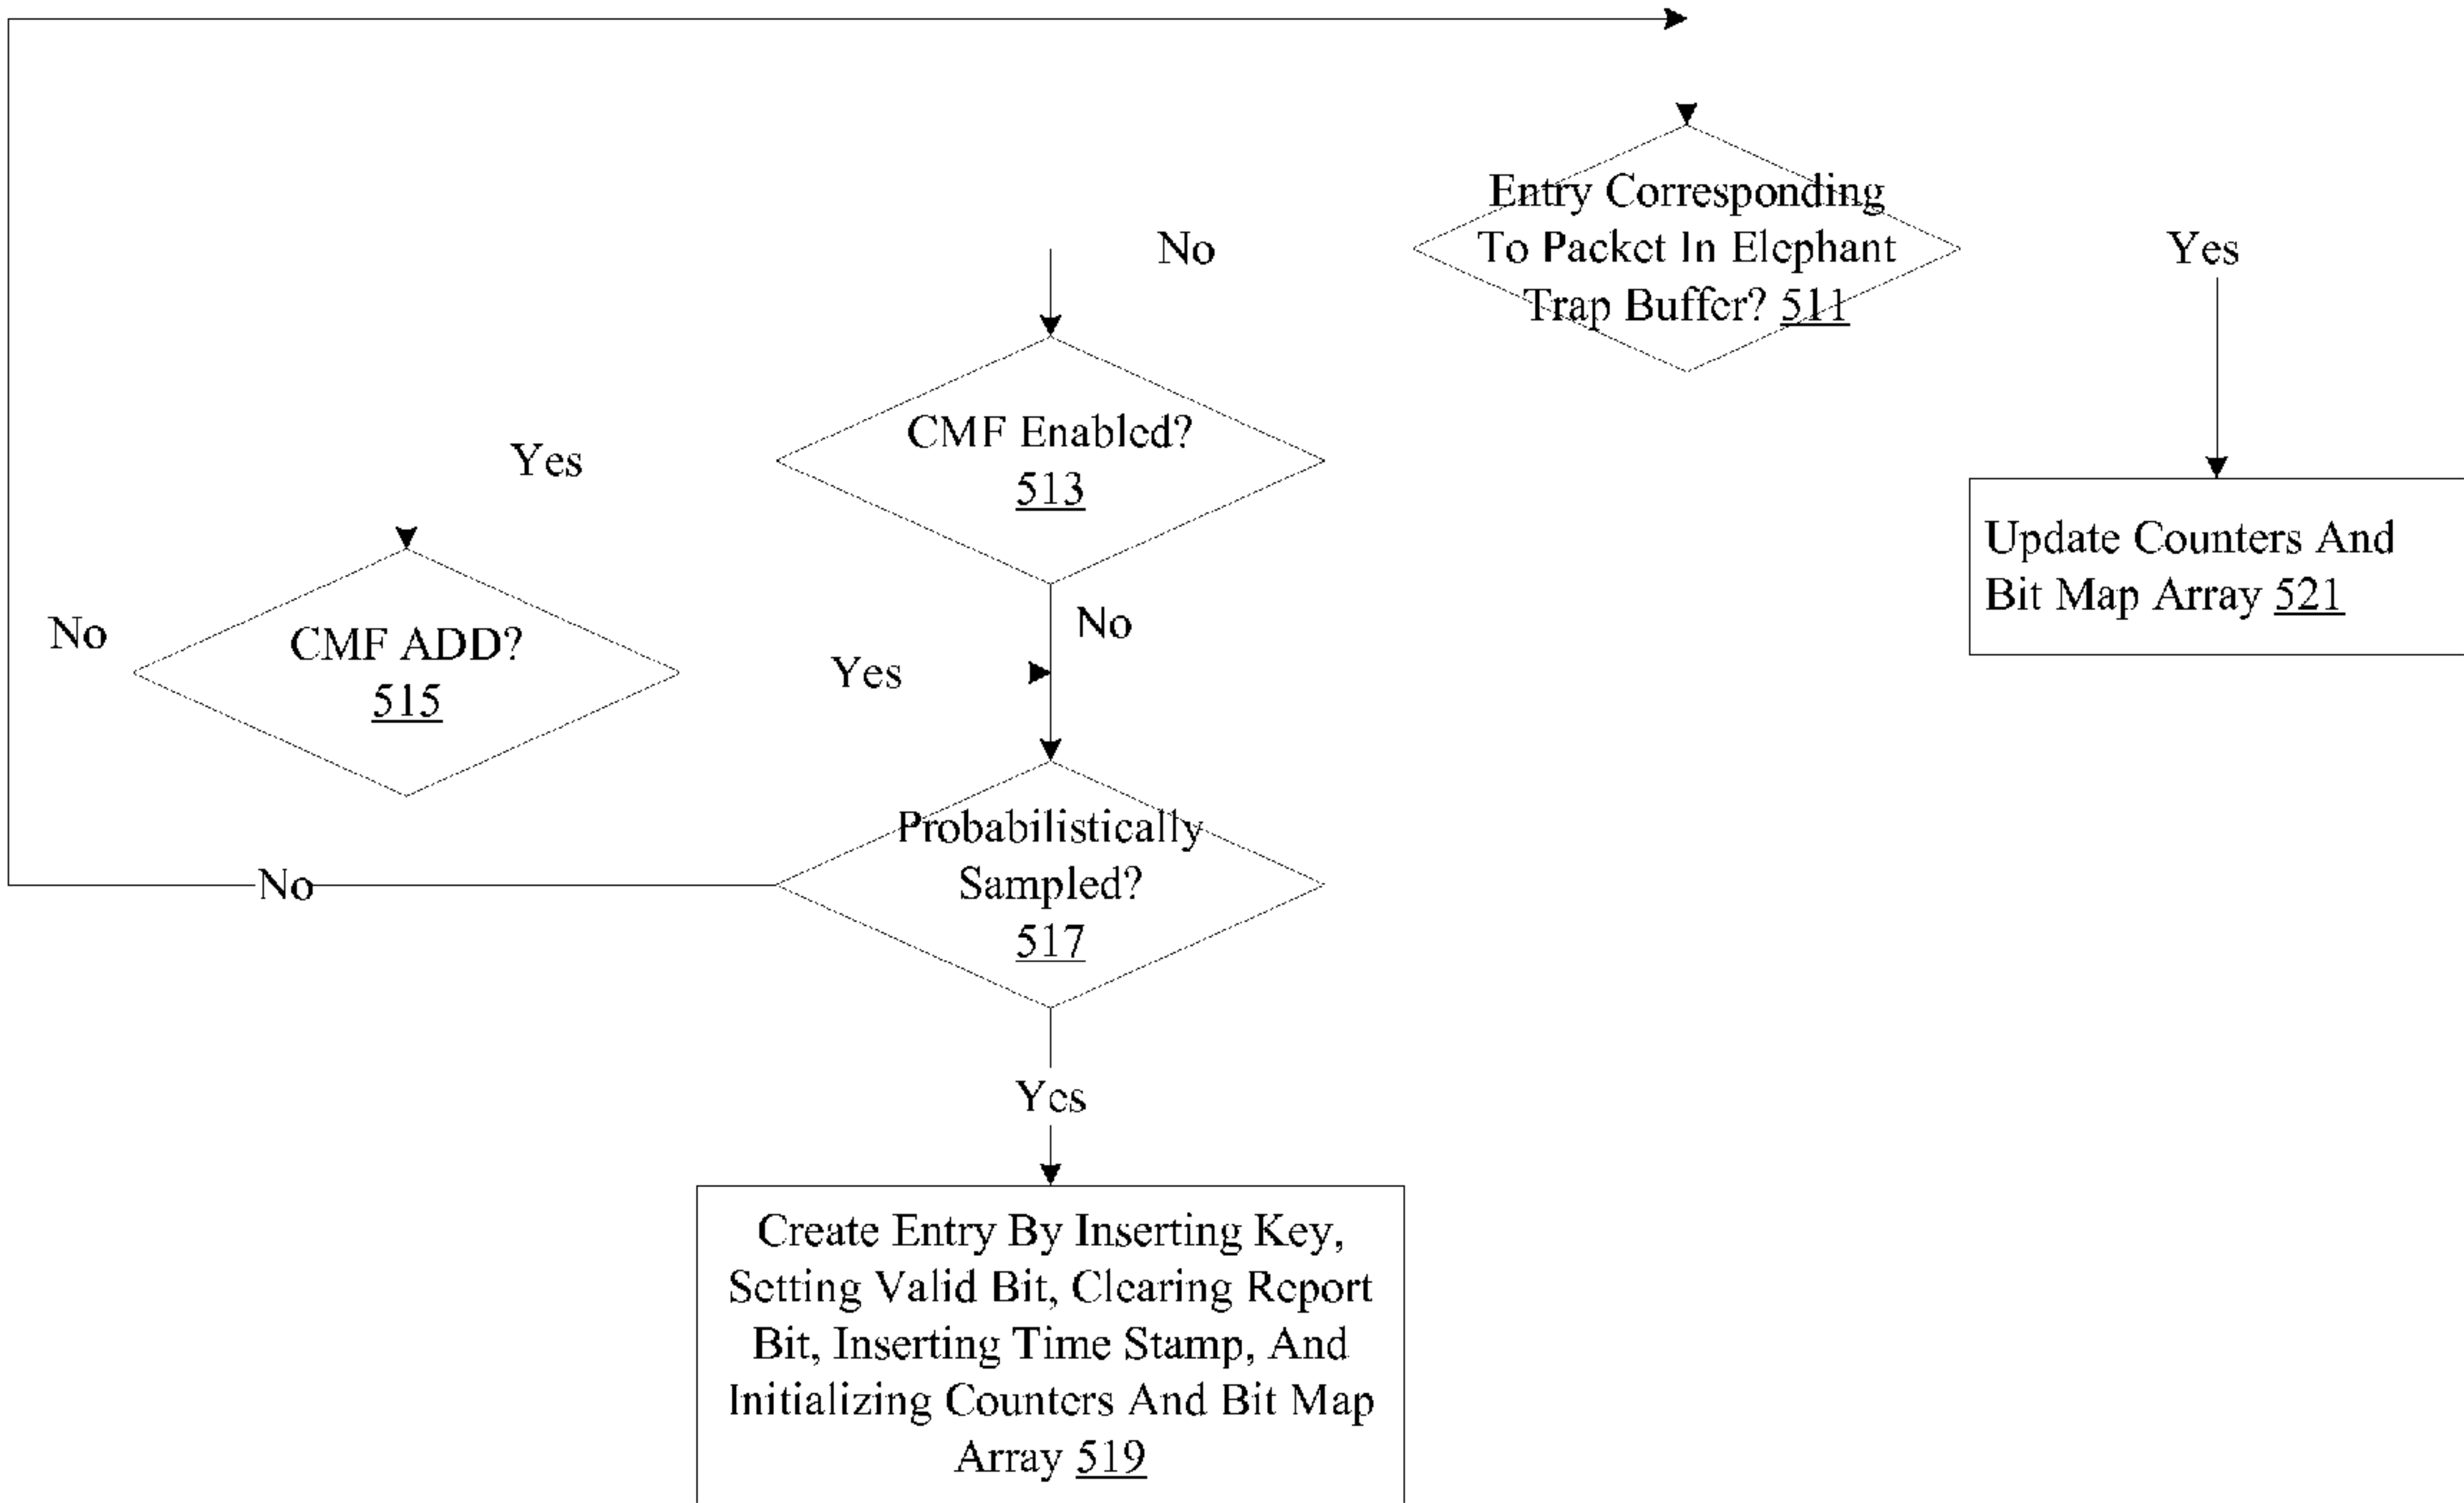 Entry Corresponding
To Packet In Elephant
Trap Buffer? 511
No
Yes
CMF Enabled?
513
Yes
Update Counters And
Bit Map Array 521
No
CMF ADD?
515
No
Yes
Probabilistically
Sampled?
517
No
Yes
Create Entry By Inserting Key,
Setting Valid Bit, Clearing Report
Bit, Inserting Time Stamp, And
Initializing Counters And Bit Map
Array 519